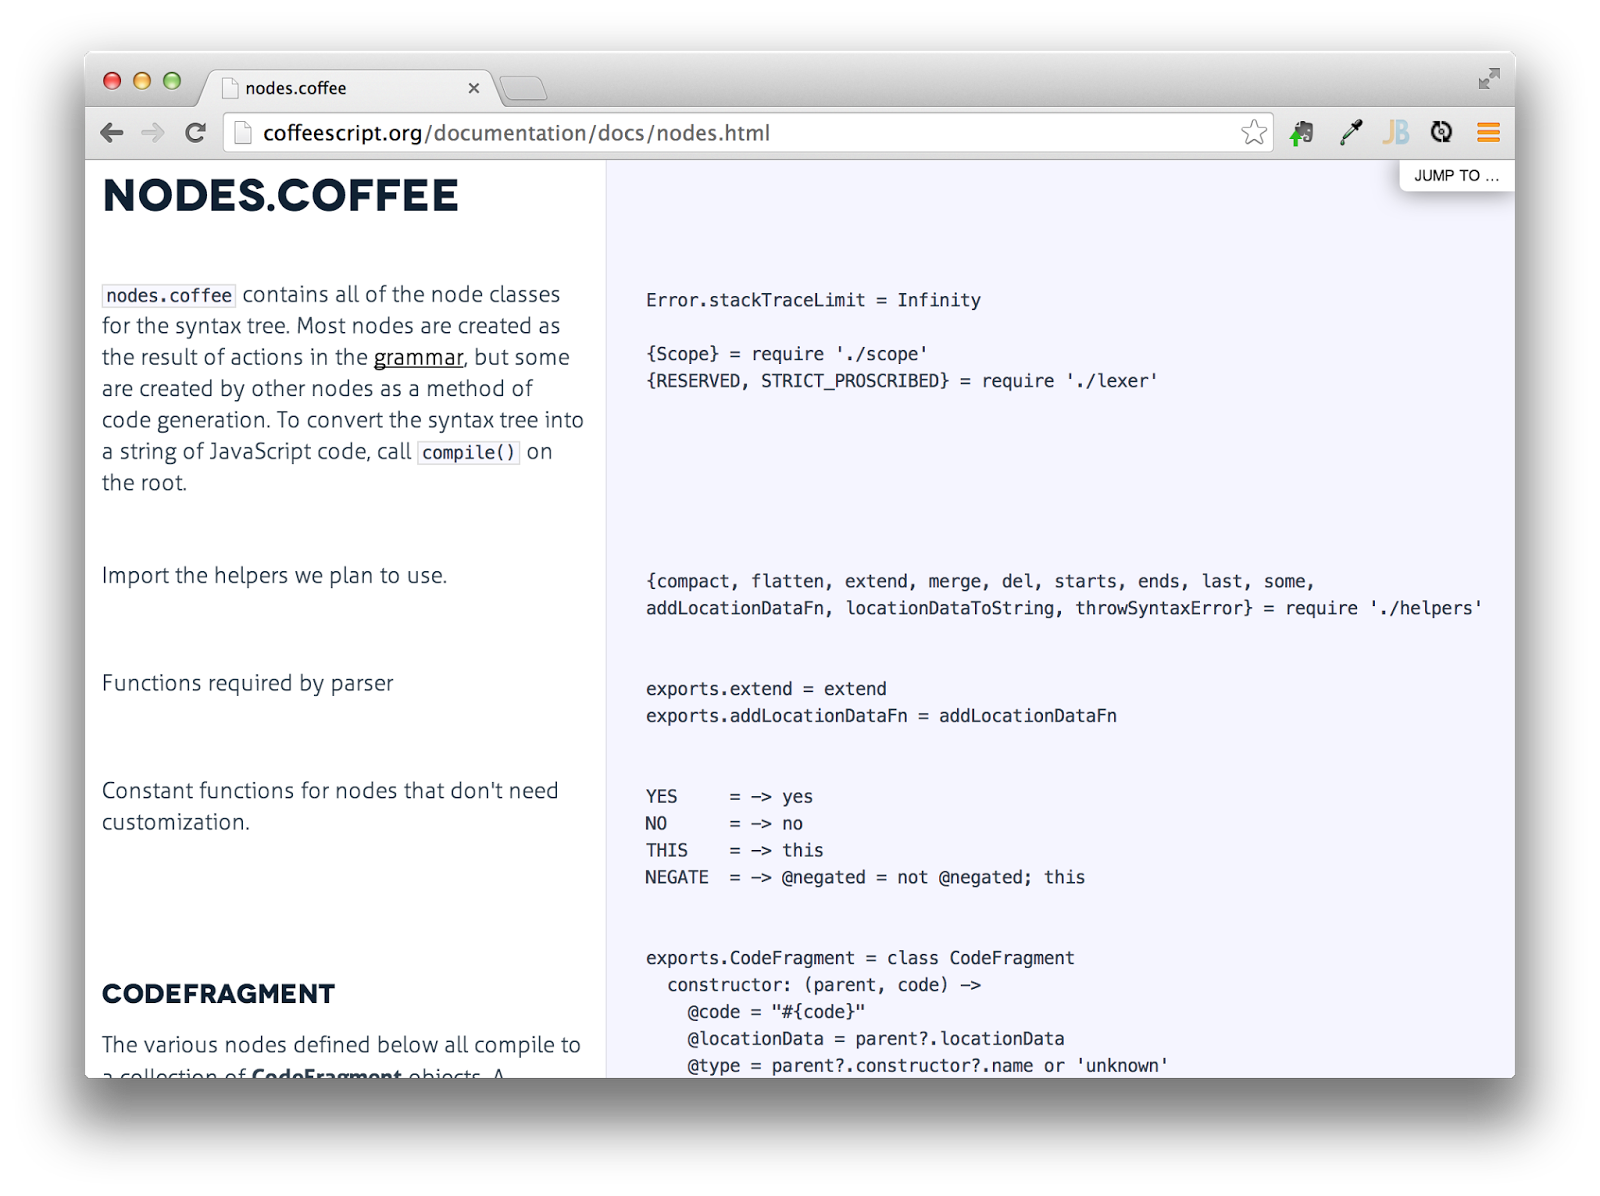 nodes.coffee
coffeescript.org/documentation/docs/nodes.html
JB
JUMP TO ...
NODES.COFFEE
nodes.coffee contains all of the node classes
for the syntax tree. Most nodes are created as
the result of actions in the grammar, but some
are created by other nodes as a method of
code generation. To convert the syntax tree into
a string of JavaScript code, call compile() on
the root.
Error.stackTraceLimit = Infinity
{Scope} = require './scope'
{RESERVED, STRICT_PROSCRIBED} = require './lexer'
Import the helpers we plan to use.
{compact, flatten, extend, merge, del, starts, ends, last, some,
addLocationDataFn, locationDataToString, throwSyntaxError} = require './helpers'
Functions required by parser
exports.extend = extend
exports.addLocationDataFn = addLocationDataFn
Constant functions for nodes that don't need
customization.
YES     = -> yes
NO      = -> no
THIS    = -> this
NEGATE  = -> @negated = not @negated; this
CODEFRAGMENT
The various nodes defined below all compile to
a collection of CodeFragment objects. A
exports.CodeFragment = class CodeFragment
  constructor: (parent, code) ->
    @code = "#{code}"
    @locationData = parent?.locationData
    @type = parent?.constructor?.name or 'unknown'